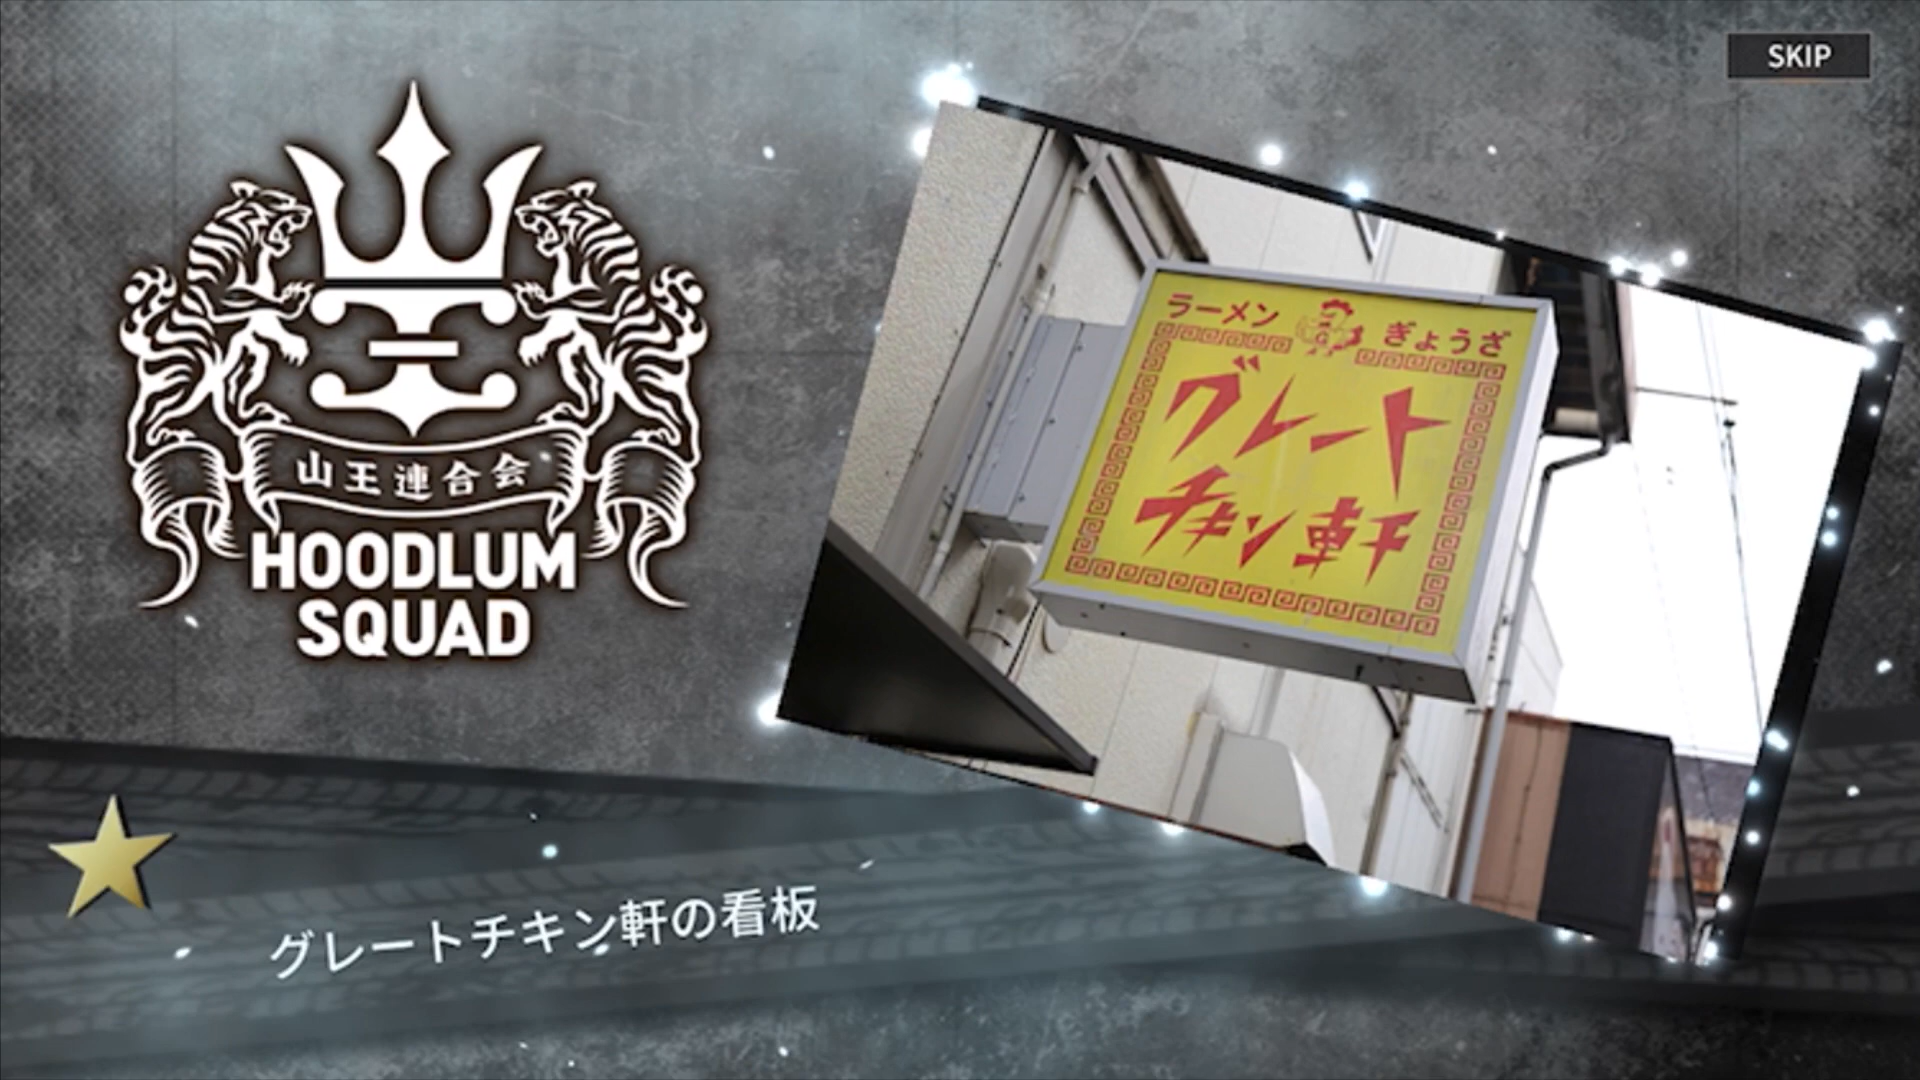 SKIP
山王連合会
HOODLUM
SQUAD
ラーメン
ぎょうざ
グレート
チキン軒
グレートチキン軒の看板